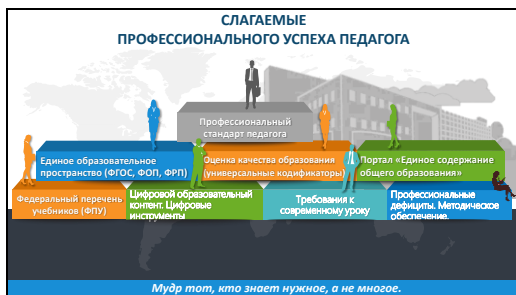 СЛАГАЕМЫЕ
ПРОФЕССИОНАЛЬНОГО УСПЕХА ПЕДАГОГА
Профессиональный
стандарт педагога
Единое образовательное
пространство (ФГОС, ФОП, ФРП)
Оценка качества образования
(универсальные кодификаторы)
Портал «Единое содержание
общего образования»
Федеральный перечень
учебников (ФПУ)
Цифровой образовательный
контент. Цифровые
инструменты
Требования к
современному уроку
Профессиональные
дефициты. Методическое
обеспечение.
Мудр тот, кто знает нужное, а не многое.